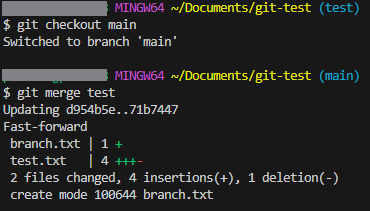 MINGW64 ~/Documents/git-test (test)
$ git checkout main
Switched to branch 'main'
MINGW64 ~/Documents/git-test (main)
$ git merge test
Updating d954b5e..71b7447
Fast-forward
branch.txt | 1 +
test.txt | 4 +++-
2 files changed, 4 insertions(+), 1 deletion(-)
create mode 100644 branch.txt